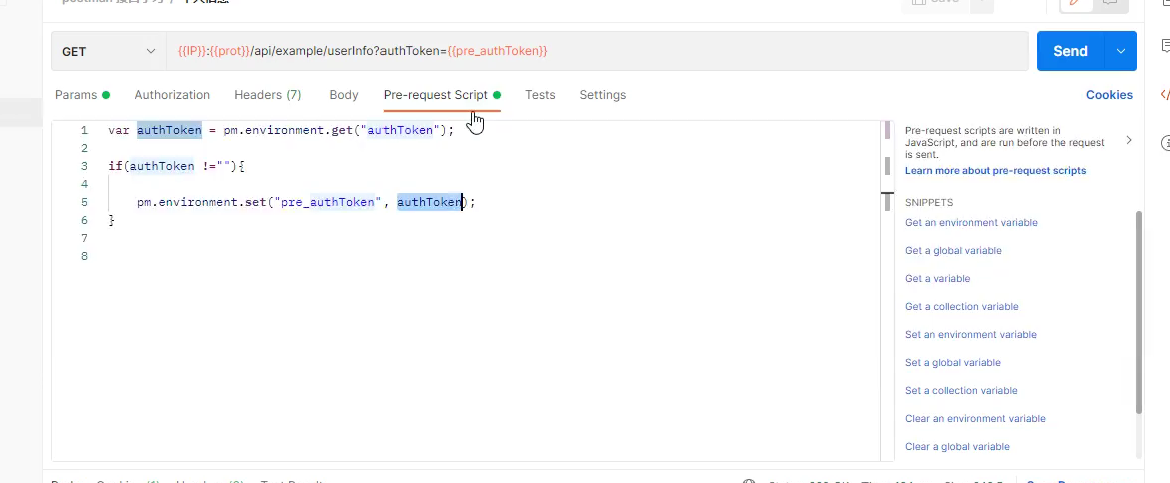 GET {{IP}}:{{prot}}/api/example/userInfo?authToken={{pre_authToken}} Send
Params Authorization Headers (7) Body Pre-request Script Tests Settings Cookies
1 var authToken = pm.environment.get("authToken");
2
3 if(authToken !=""){
4
5 pm.environment.set("pre_authToken", authToken);
6 }
7
8
Pre-request scripts are written in
JavaScript, and are run before the request
is sent.
Learn more about pre-request scripts
SNIPPETS
Get an environment variable
Get a global variable
Get a variable
Get a collection variable
Set an environment variable
Set a global variable
Set a collection variable
Clear an environment variable
Clear a global variable